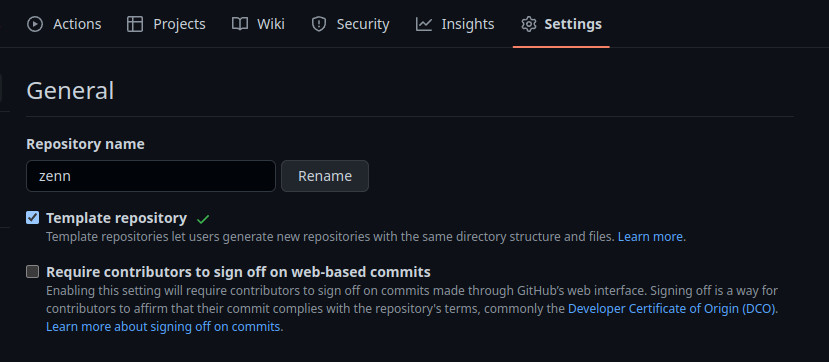 Actions Projects Wiki Security Insights Settings
General
Repository name
zenn Rename
Template repository
Template repositories let users generate new repositories with the same directory structure and files. Learn more.
Require contributors to sign off on web-based commits
Enabling this setting will require contributors to sign off on commits made through GitHub's web interface. Signing off is a way for
contributors to affirm that their commit complies with the repository's terms, commonly the Developer Certificate of Origin (DCO).
Learn more about signing off on commits.